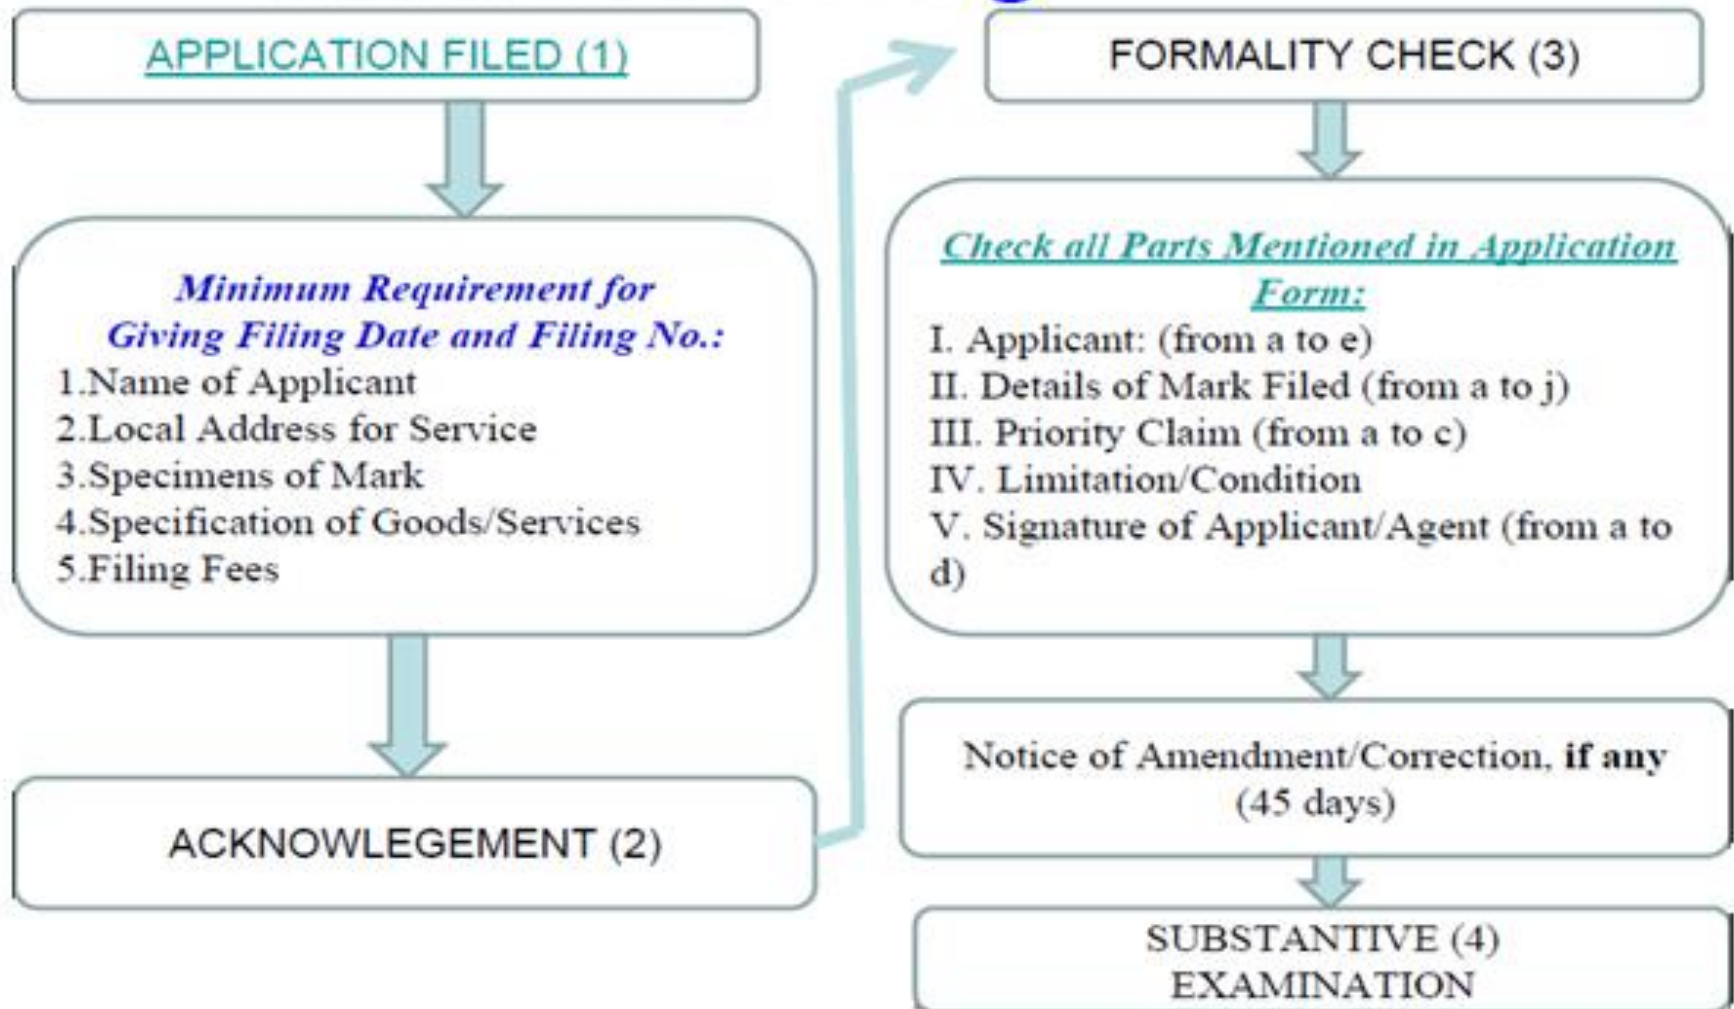 APPLICATION FILED (1)
Minimum Requirement for
Giving Filing Date and Filing No.:
1.Name of Applicant
2.Local Address for Service
3.Specimens of Mark
4.Specification of Goods/Services
5.Filing Fees
ACKNOWLEGEMENT (2)
FORMALITY CHECK (3)
Check all Parts Mentioned in Application
Form:
I. Applicant: (from a to e)
II. Details of Mark Filed (from a to j)
III. Priority Claim (from a to c)
IV. Limitation/Condition
V. Signature of Applicant/Agent (from a to
d)
Notice of Amendment/Correction, if any
(45 days)
SUBSTANTIVE (4)
EXAMINATION